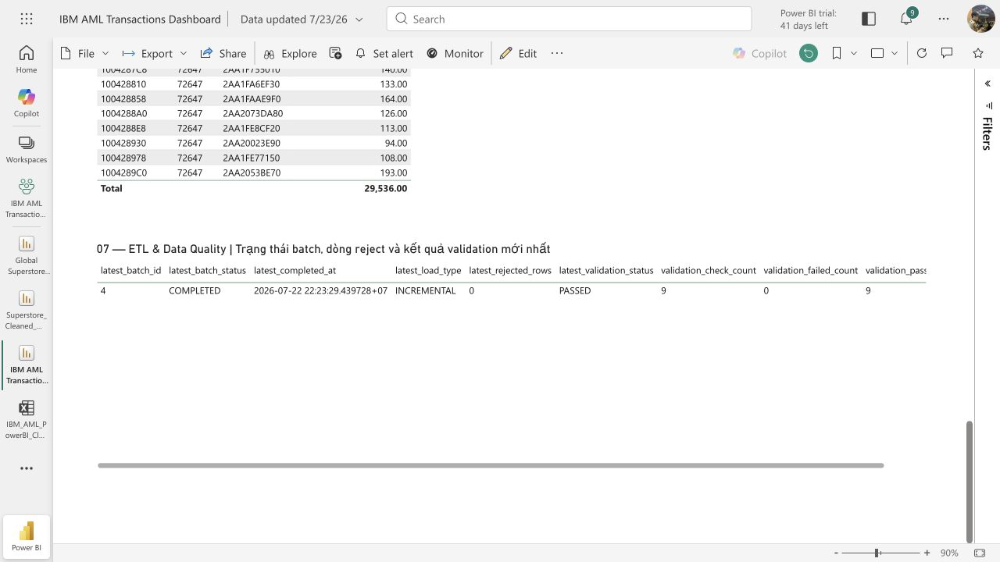 IBM AML Transactions Dashboard
Data updated 7/23/26
Search
Power BI trial:
41 days left
9
File
Export
Share
Explore
Set alert
Monitor
Edit
Copilot
Home
Copilot
Workspaces
IBM AML
Transactio...
Global
Superstore...
Superstore_
Cleaned_...
IBM AML
Transactio...
IBM_AML_P
owerBI_Cl...
Power BI
Filters
1004287C8 72647 2AA1F755010 140.00
100428810 72647 2AA1FA6EF30 133.00
100428858 72647 2AA1FAAE9F0 164.00
1004288A0 72647 2AA2073DA80 126.00
1004288E8 72647 2AA1FE8CF20 113.00
100428930 72647 2AA20023E90 94.00
100428978 72647 2AA1FE77150 108.00
1004289C0 72647 2AA2053BE70 193.00
Total 29,536.00
07 — ETL & Data Quality | Trạng thái batch, dòng reject và kết quả validation mới nhất
latest_batch_id latest_batch_status latest_completed_at latest_load_type latest_rejected_rows latest_validation_status validation_check_count validation_failed_count validation_pass
4 COMPLETED 2026-07-22 22:23:29.439728+07 INCREMENTAL 0 PASSED 9 0 9
- + 90%